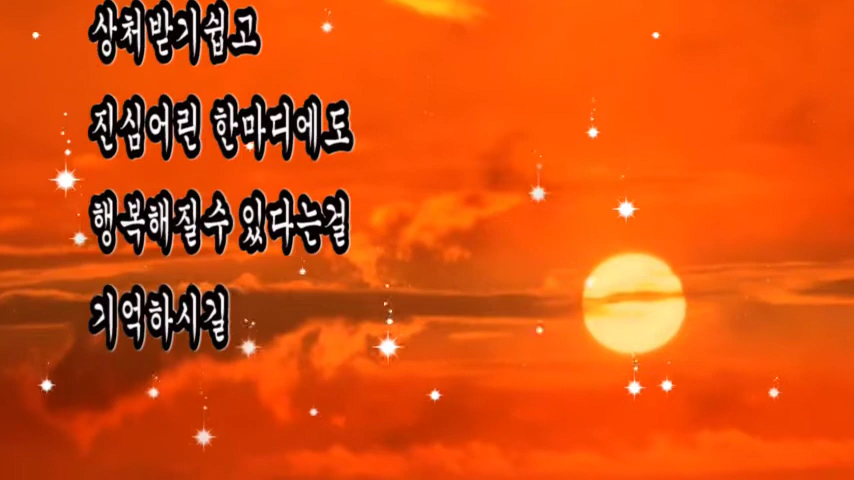 상처받기쉽고
진심어린 한마디에도
행복해질수 있다는걸
기억하시길